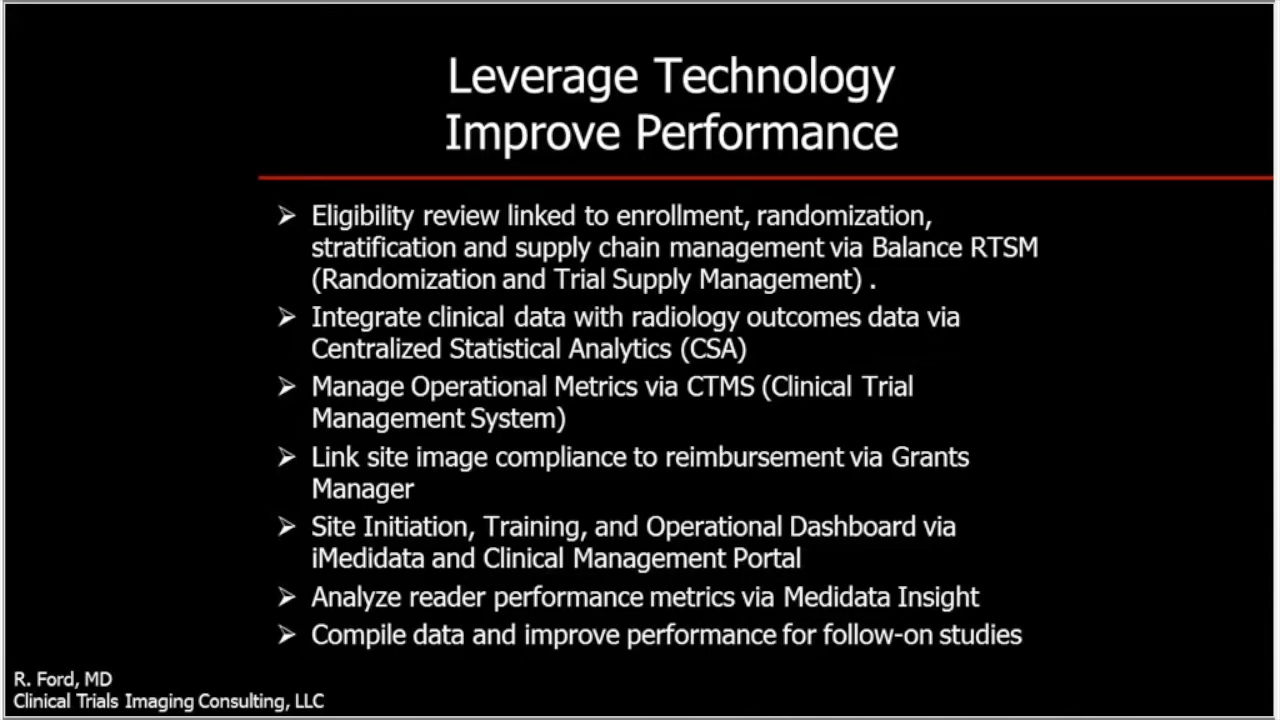 Leverage Technology
Improve Performance
➢ Eligibility review linked to enrollment, randomization,
stratification and supply chain management via Balance RTSM
(Randomization and Trial Supply Management) .
➢ Integrate clinical data with radiology outcomes data via
Centralized Statistical Analytics (CSA)
➢ Manage Operational Metrics via CTMS (Clinical Trial
Management System)
➢ Link site image compliance to reimbursement via Grants
Manager
➢ Site Initiation, Training, and Operational Dashboard via
iMedidata and Clinical Management Portal
➢ Analyze reader performance metrics via Medidata Insight
➢ Compile data and improve performance for follow-on studies
R. Ford, MD
Clinical Trials Imaging Consulting, LLC